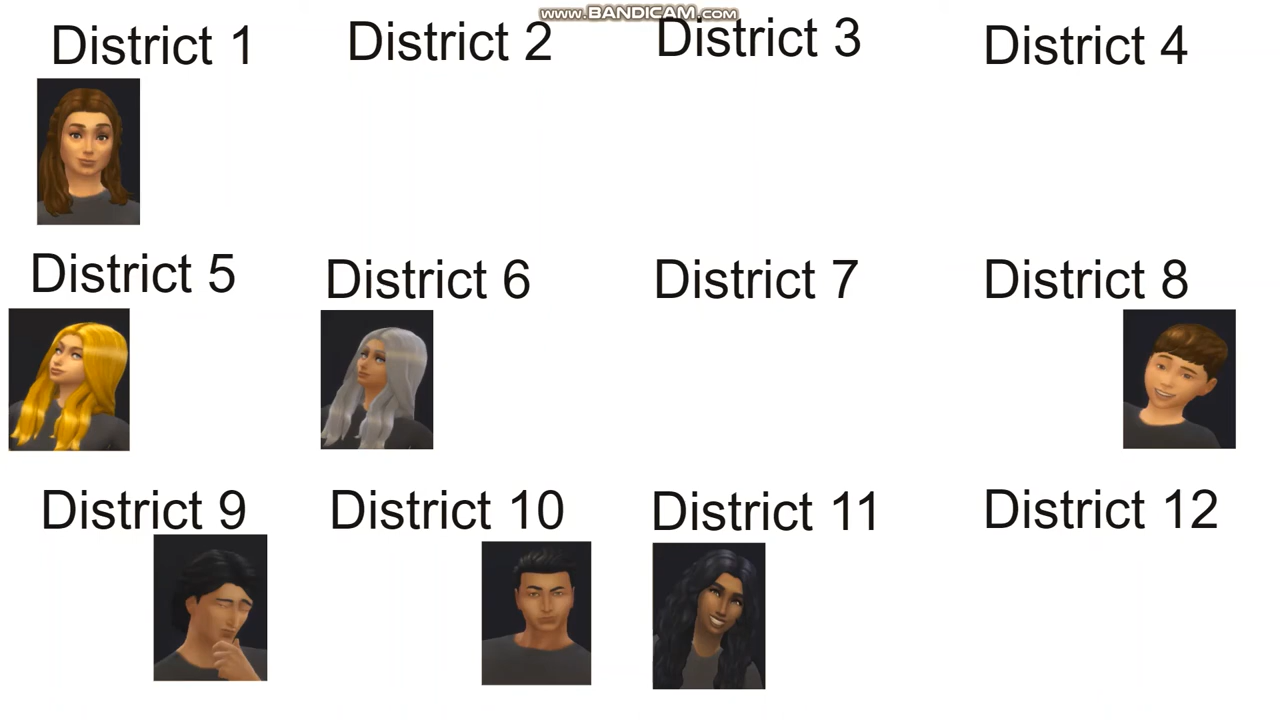 www.BANDICAM.com
District 1
District 2
District 3
District 4
District 5
District 6
District 7
District 8
District 9
District 10
District 11
District 12